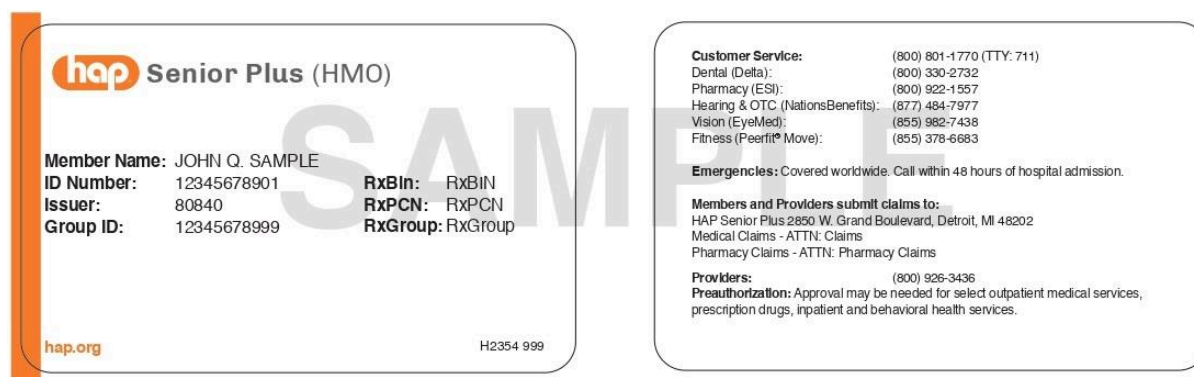 hap Senior Plus (HMO)
Member Name: JOHN Q. SAMPLE
ID Number: 12345678901 RxBin: RxBIN
Issuer: 80840 RxPCN: RxPCN
Group ID: 12345678999 RxGroup: RxGroup
hap.org H2354 999
SAMPLE
Customer Service: (800) 801-1770 (TTY: 711)
Dental (Delta): (800) 330-2732
Pharmacy (ESI): (800) 922-1557
Hearing & OTC (NationsBenefits): (877) 484-7977
Vision (EyeMed): (855) 982-7438
Fitness (Peerfit® Move): (855) 378-6683
Emergencies: Covered worldwide. Call within 48 hours of hospital admission.
Members and Providers submit claims to:
HAP Senior Plus 2850 W. Grand Boulevard, Detroit, MI 48202
Medical Claims - ATTN: Claims
Pharmacy Claims - ATTN: Pharmacy Claims
Providers: (800) 926-3436
Preauthorization: Approval may be needed for select outpatient medical services,
prescription drugs, inpatient and behavioral health services.